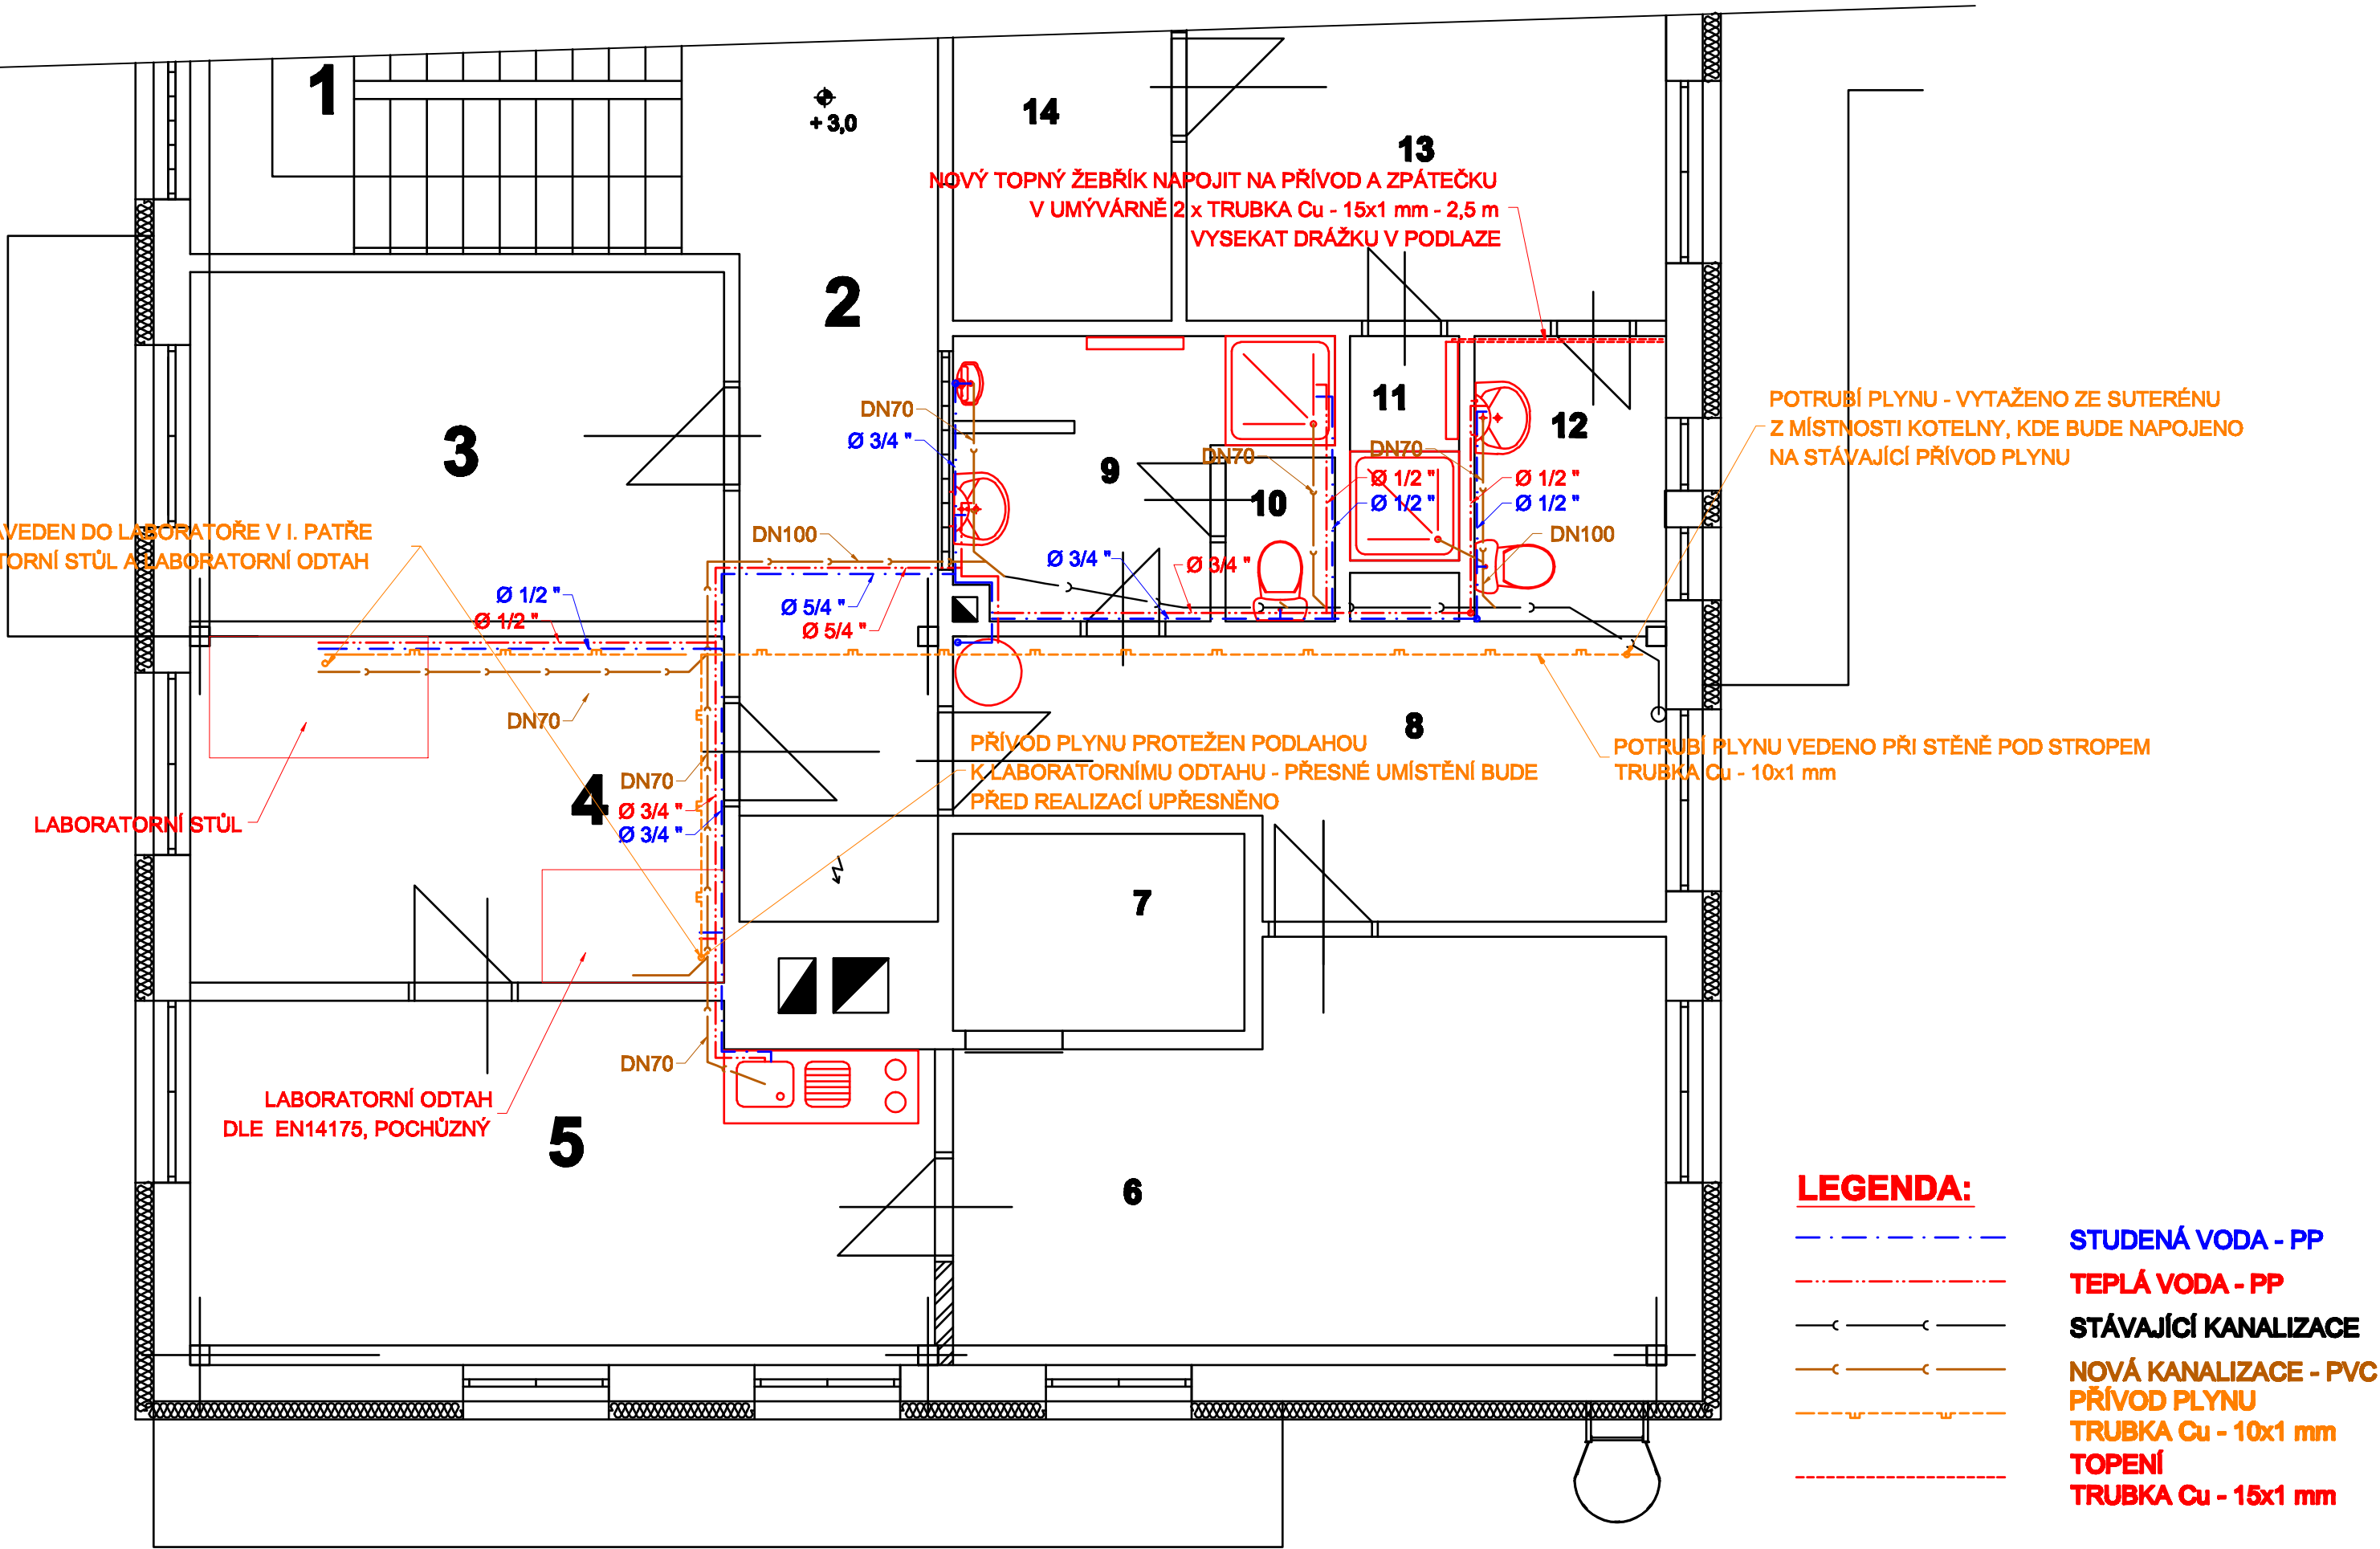 1
+ 3,0
14
13
NOVÝ TOPNÝ ŽEBŘÍK NAPOJIT NA PŘÍVOD A ZPÁTEČKU
V UMÝVÁRNĚ 2 x TRUBKA Cu - 15x1 mm - 2,5 m
VYSEKAT DRÁŽKU V PODLAZE
2
3
DN70
Ø 3/4 "
9
DN70
10
11
DN70
Ø 1/2 "
Ø 1/2 "
12
Ø 1/2 "
Ø 1/2 "
DN100
POTRUBÍ PLYNU - VYTAŽENO ZE SUTERÉNU
Z MÍSTNOSTI KOTELNY, KDE BUDE NAPOJENO
NA STÁVAJÍCÍ PŘÍVOD PLYNU
VEDEN DO LABORATOŘE V I. PATŘE
TORNÍ STŮL A LABORATORNÍ ODTAH
DN100
Ø 3/4 "
Ø 3/4 "
Ø 1/2 "
Ø 1/2 "
Ø 5/4 "
Ø 5/4 "
DN70
8
PŘÍVOD PLYNU PROTEŽEN PODLAHOU
K LABORATORNÍMU ODTAHU - PŘESNÉ UMÍSTĚNÍ BUDE
PŘED REALIZACÍ UPŘESNĚNO
POTRUBÍ PLYNU VEDENO PŘI STĚNĚ POD STROPEM
TRUBKA Cu - 10x1 mm
4
DN70
Ø 3/4 "
Ø 3/4 "
LABORATORNÍ STŮL
7
DN70
LABORATORNÍ ODTAH
DLE EN14175, POCHŮZNÝ
5
6
LEGENDA:
STUDENÁ VODA - PP
TEPLÁ VODA - PP
STÁVAJÍCÍ KANALIZACE
NOVÁ KANALIZACE - PVC
PŘÍVOD PLYNU
TRUBKA Cu - 10x1 mm
TOPENÍ
TRUBKA Cu - 15x1 mm